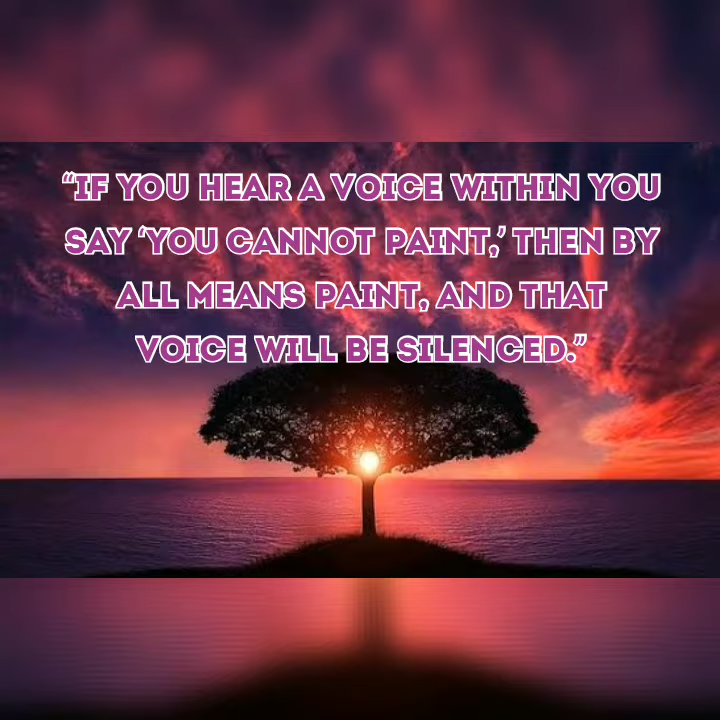 “IF YOU HEAR A VOICE WITHIN YOU
SAY ‘YOU CANNOT PAINT,’ THEN BY
ALL MEANS PAINT, AND THAT
VOICE WILL BE SILENCED.”